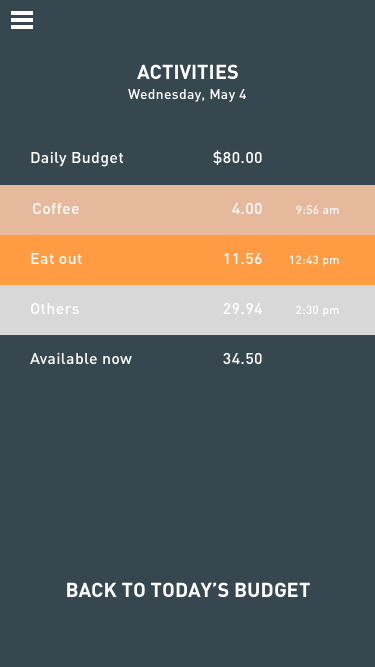 ACTIVITIES
Wednesday, May 4
Daily Budget $80.00
Coffee 4.00 9:56 am
Eat out 11.56 12:43 pm
Others 29.94 2:30 pm
Available now 34.50
BACK TO TODAY’S BUDGET